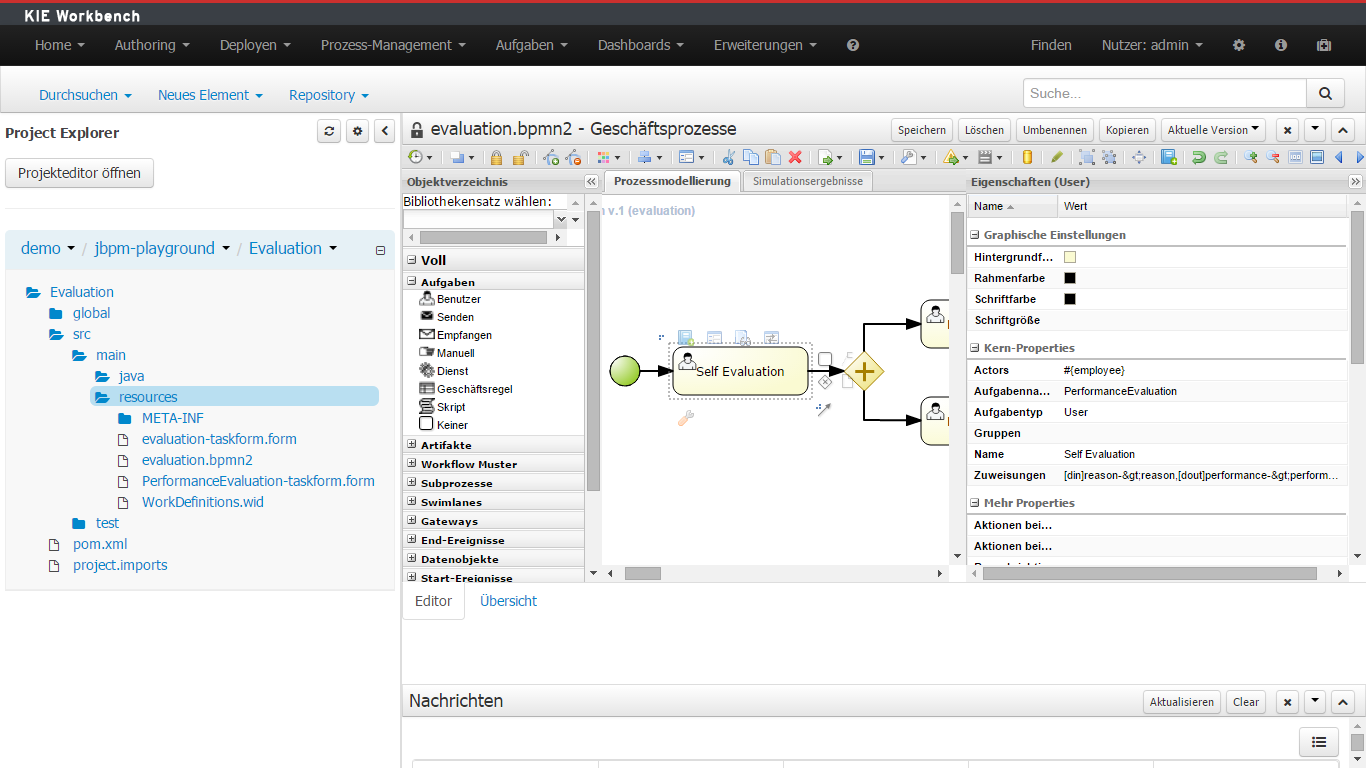 KIE Workbench
Home Authoring Deployen Prozess-Management Aufgaben Dashboards Erweiterungen Finden Nutzer: admin
Durchsuchen Neues Element Repository Suche...
Project Explorer
Projekteditor öffnen
demo / jbpm-playground / Evaluation
Evaluation
global
src
main
java
resources
META-INF
evaluation-taskform.form
evaluation.bpmn2
PerformanceEvaluation-taskform.form
WorkDefinitions.wid
test
pom.xml
project.imports
evaluation.bpmn2 - Geschäftsprozesse Speichern Löschen Umbenennen Kopieren Aktuelle Version
Objektverzeichnis
Bibliothekensatz wählen:
Voll
Aufgaben
Benutzer
Senden
Empfangen
Manuell
Dienst
Geschäftsregel
Skript
Keiner
Artifakte
Workflow Muster
Subprozesse
Swimlanes
Gateways
End-Ereignisse
Datenobjekte
Start-Ereignisse
Prozessmodellierung Simulationsergebnisse
v.1 (evaluation)
Self Evaluation
Eigenschaften (User)
Name Wert
Graphische Einstellungen
Hintergrundf...
Rahmenfarbe
Schriftfarbe
Schriftgröße
Kern-Properties
Actors #{employee}
Aufgabenna... PerformanceEvaluation
Aufgabentyp User
Gruppen
Name Self Evaluation
Zuweisungen [din]reason-&gt;reason,[dout]performance-&gt;perform...
Mehr Properties
Aktionen bei...
Aktionen bei...
Editor Übersicht
Nachrichten Aktualisieren Clear